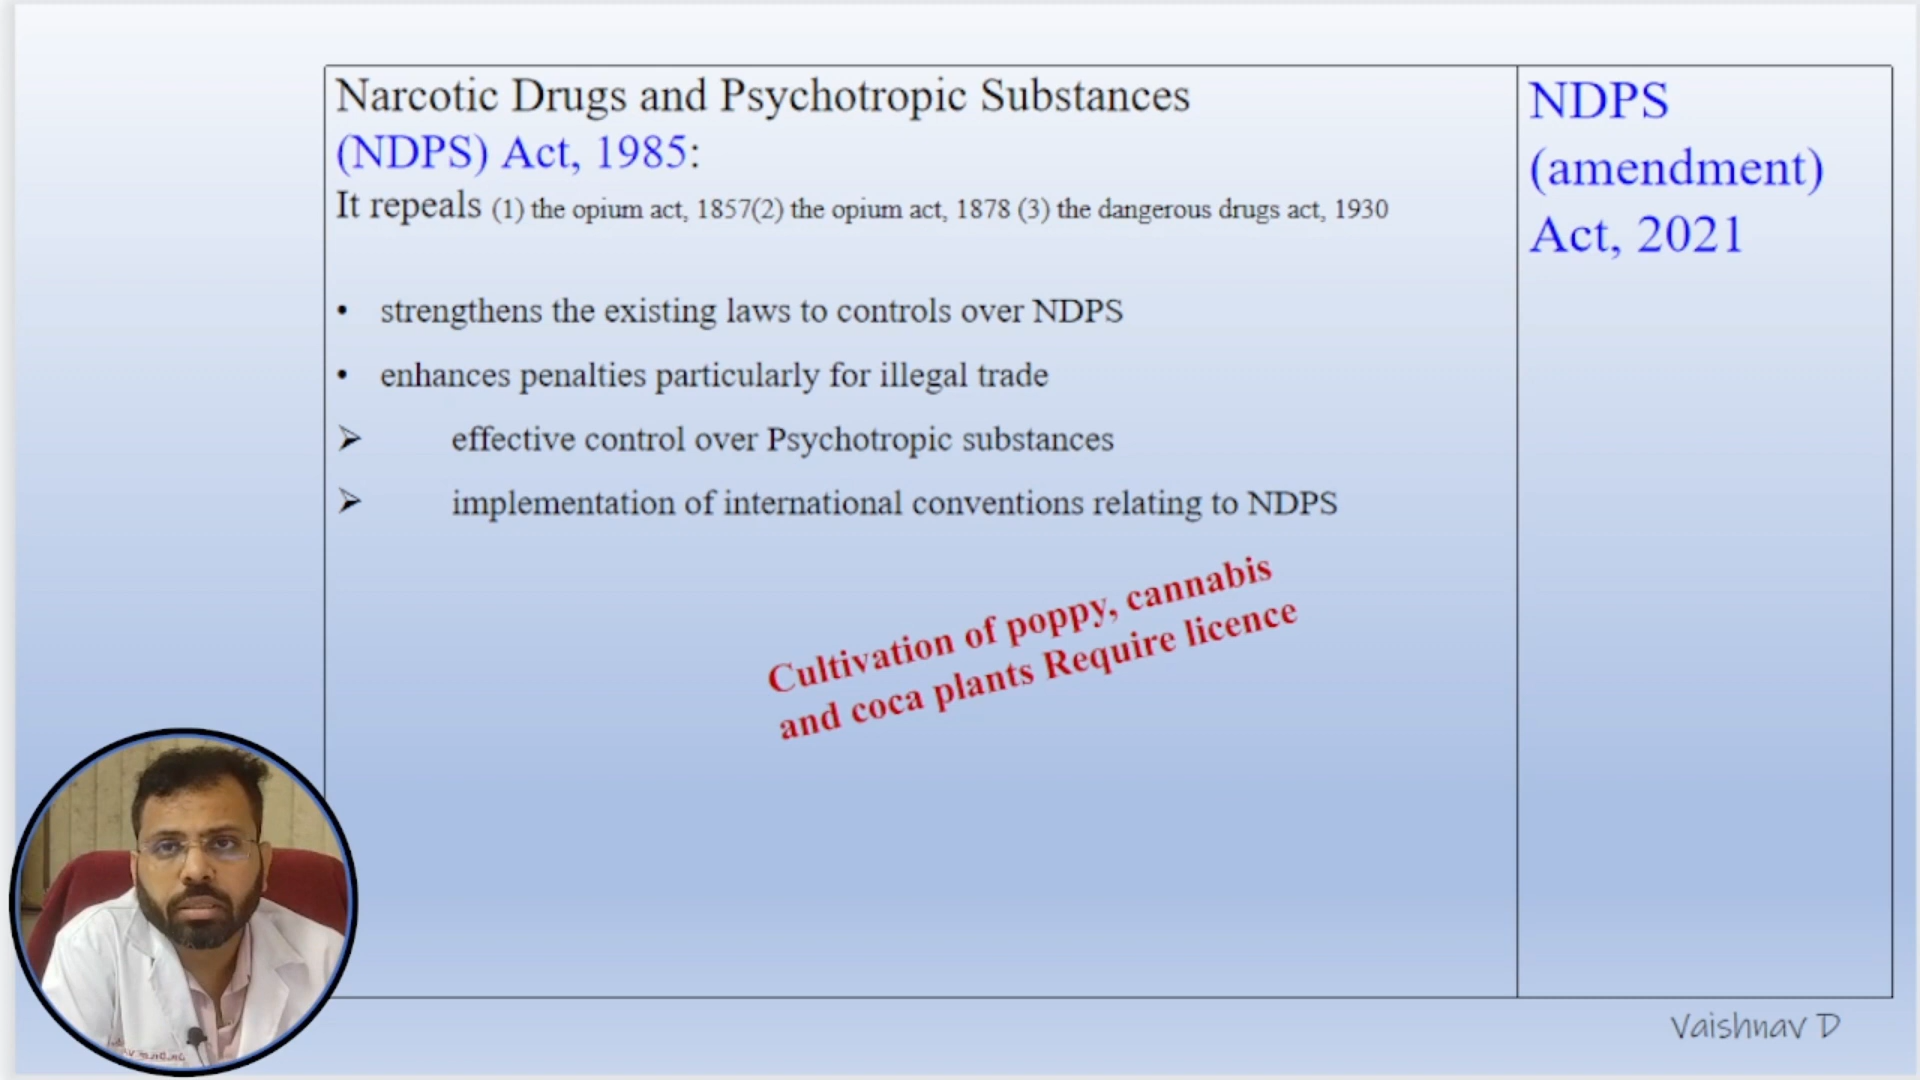 Narcotic Drugs and Psychotropic Substances
(NDPS) Act, 1985:
It repeals (1) the opium act, 1857(2) the opium act, 1878 (3) the dangerous drugs act, 1930
• strengthens the existing laws to controls over NDPS
• enhances penalties particularly for illegal trade
➢ effective control over Psychotropic substances
➢ implementation of international conventions relating to NDPS
Cultivation of poppy, cannabis
and coca plants Require licence
NDPS
(amendment)
Act, 2021
Vaishnav D